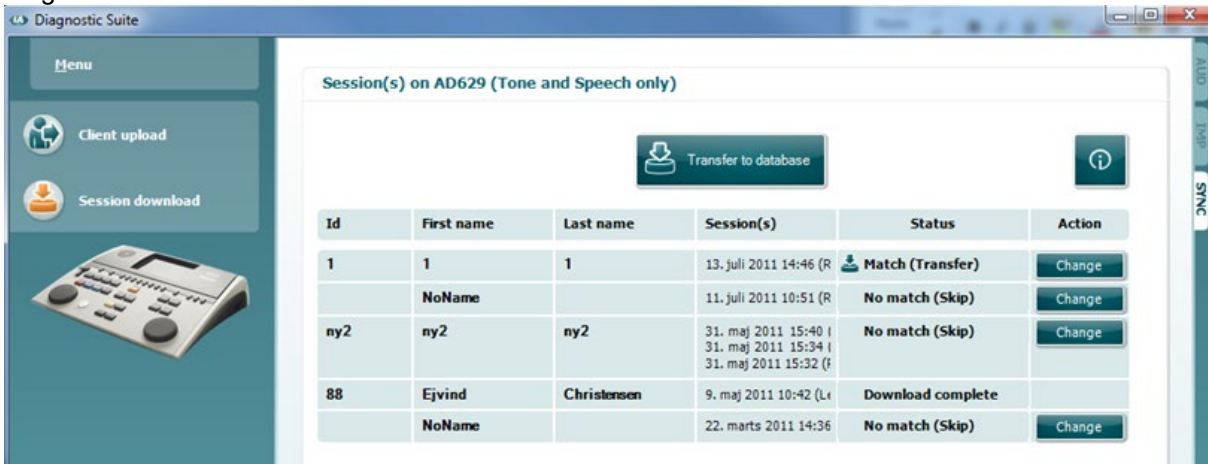 Diagnostic Suite
Menu
Client upload
Session download
Session(s) on AD629 (Tone and Speech only)
Transfer to database
Id First name Last name Session(s) Status Action
1 1 1 13. juli 2011 14:46 (R Match (Transfer) Change
NoName 11. juli 2011 10:51 (R No match (Skip) Change
ny2 ny2 ny2 31. maj 2011 15:40 ( No match (Skip) Change
31. maj 2011 15:34 (
31. maj 2011 15:32 (
88 Ejvind Christensen 9. maj 2011 10:42 (Le Download complete
NoName 22. marts 2011 14:36 No match (Skip) Change
AUD
IMP
SYNC